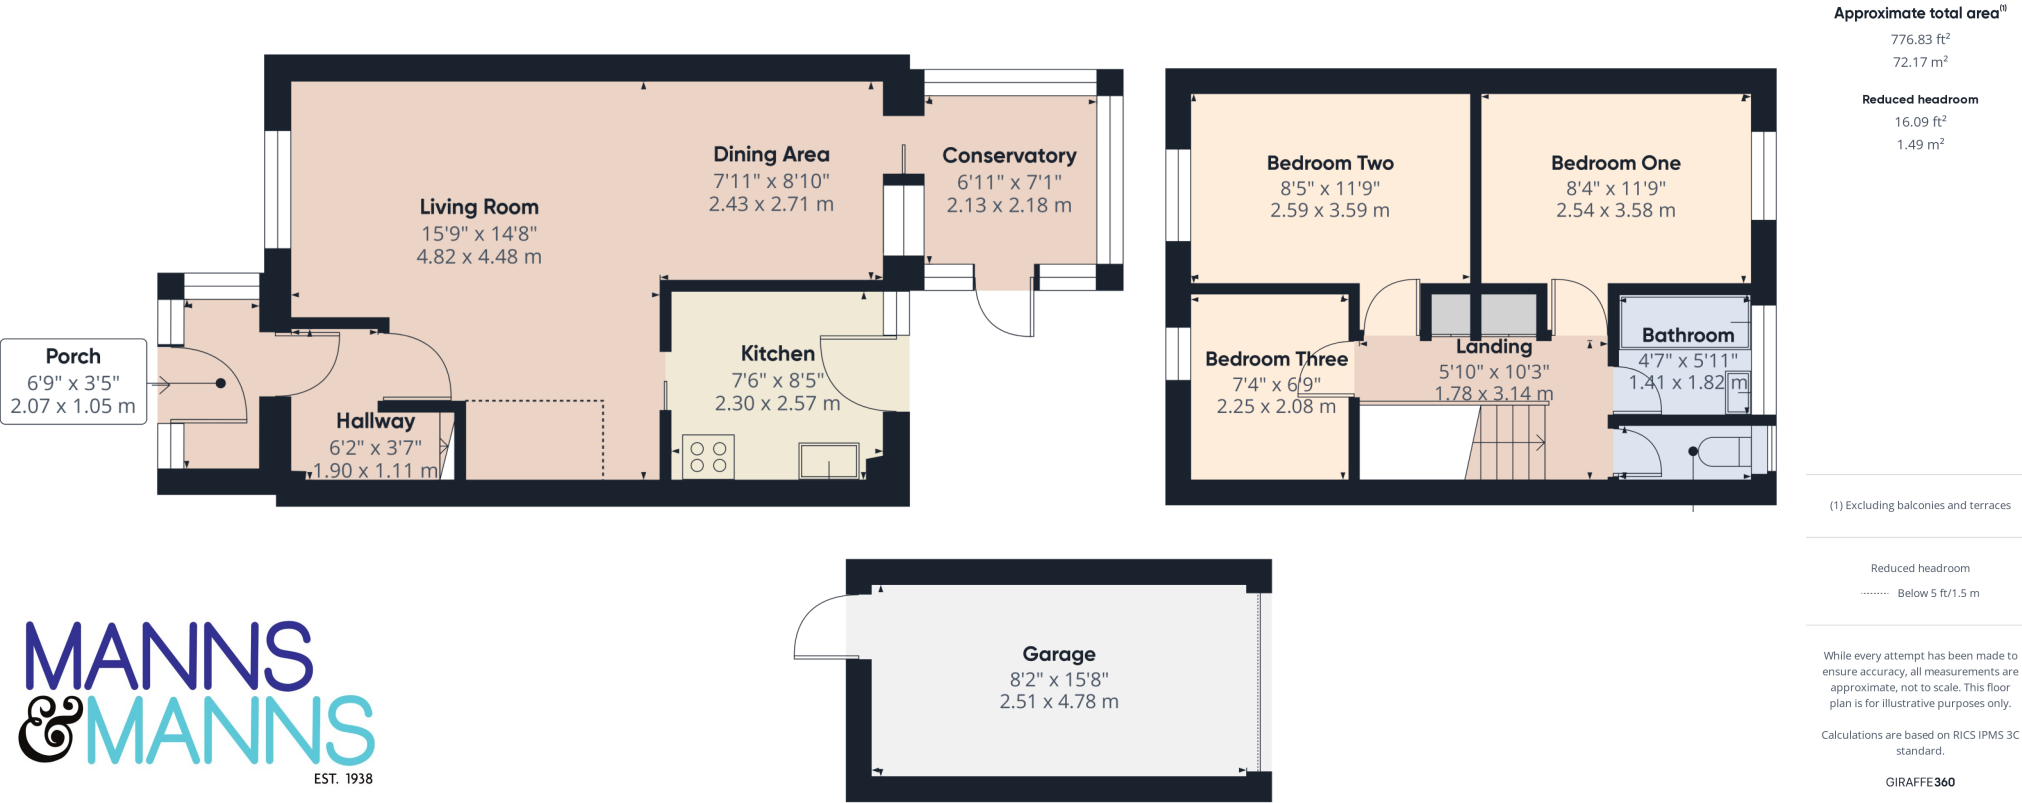 Living Room
15'9" x 14'8"
4.82 x 4.48 m
Dining Area
7'11" x 8'10"
2.43 x 2.71 m
Conservatory
6'11" x 7'1"
2.13 x 2.18 m
Porch
6'9" x 3'5"
2.07 x 1.05 m
Hallway
6'2" x 3'7"
1.90 x 1.11 m
Kitchen
7'6" x 8'5"
2.30 x 2.57 m
Bedroom Two
8'5" x 11'9"
2.59 x 3.59 m
Bedroom One
8'4" x 11'9"
2.54 x 3.58 m
Bedroom Three
7'4" x 6'9"
2.25 x 2.08 m
Landing
5'10" x 10'3"
1.78 x 3.14 m
Bathroom
4'7" x 5'11"
1.41 x 1.82 m
Garage
8'2" x 15'8"
2.51 x 4.78 m
MANNS
&MANNS
EST. 1938
Approximate total area(1)
776.83 ft²
72.17 m²
Reduced headroom
16.09 ft²
1.49 m²
(1) Excluding balconies and terraces
Reduced headroom
Below 5 ft/1.5 m
While every attempt has been made to
ensure accuracy, all measurements are
approximate, not to scale. This floor
plan is for illustrative purposes only.
Calculations are based on RICS IPMS 3C
standard.
GIRAFFE360